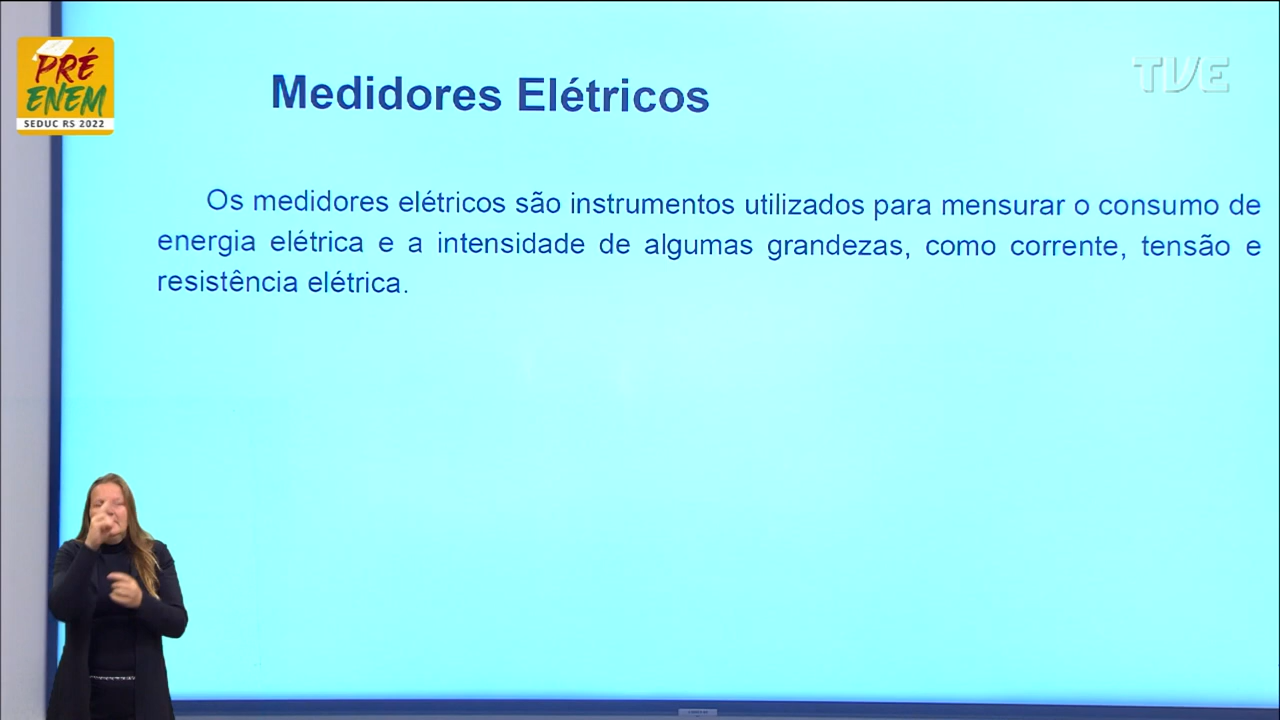 PRÉ
ENEM
SEDUC RS 2022
TVE
Medidores Elétricos
Os medidores elétricos são instrumentos utilizados para mensurar o consumo de
energia elétrica e a intensidade de algumas grandezas, como corrente, tensão e
resistência elétrica.